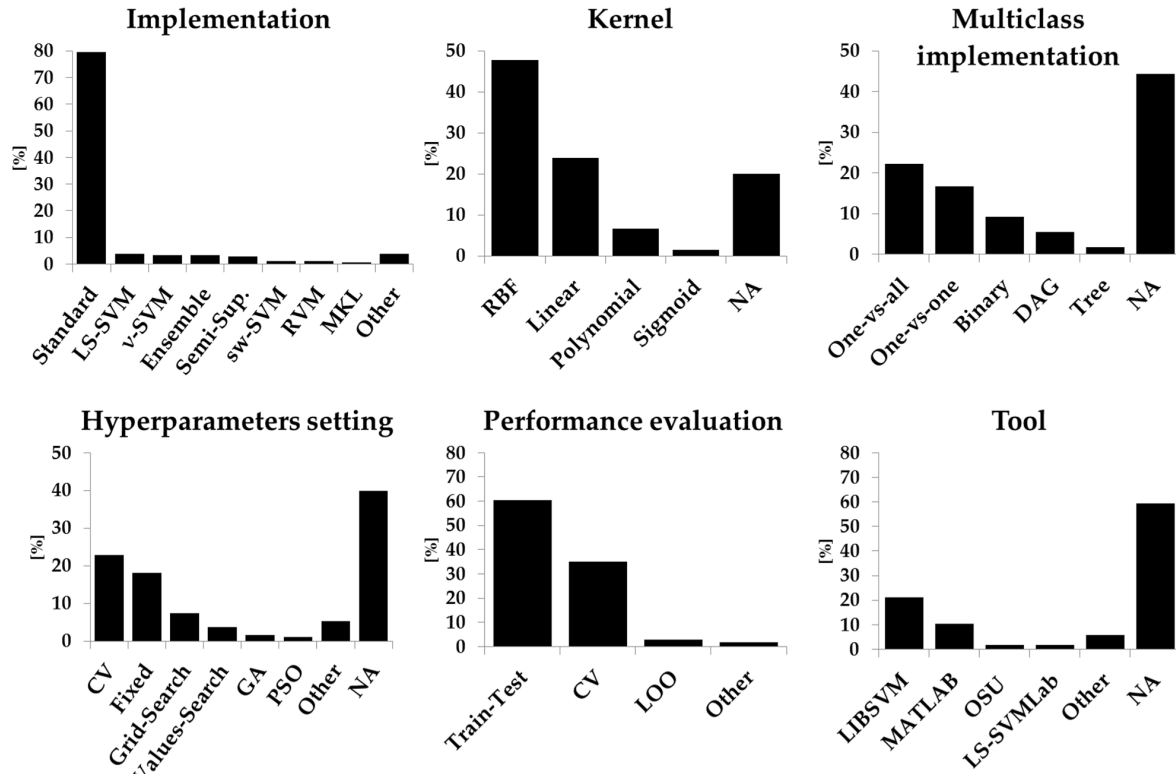 Implementation
80
70
60
50
40
30
20
10
0
[%]
Standard
LS-SVM
v-SVM
Ensemble
Semi-Sup.
sw-SVM
RVM
MKL
Other
Kernel
50
40
30
20
10
0
[%]
RBF
Linear
Polynomial
Sigmoid
NA
Multiclass
implementation
50
40
30
20
10
0
[%]
One-vs-all
One-vs-one
Binary
DAG
Tree
NA
Hyperparameters setting
50
40
30
20
10
0
[%]
CV
Fixed
Grid-Search
Values-Search
GA
PSO
Other
NA
Performance evaluation
80
70
60
50
40
30
20
10
0
[%]
Train-Test
CV
LOO
Other
Tool
80
70
60
50
40
30
20
10
0
[%]
LIBSVM
MATLAB
OSU
LS-SVMLab
Other
NA